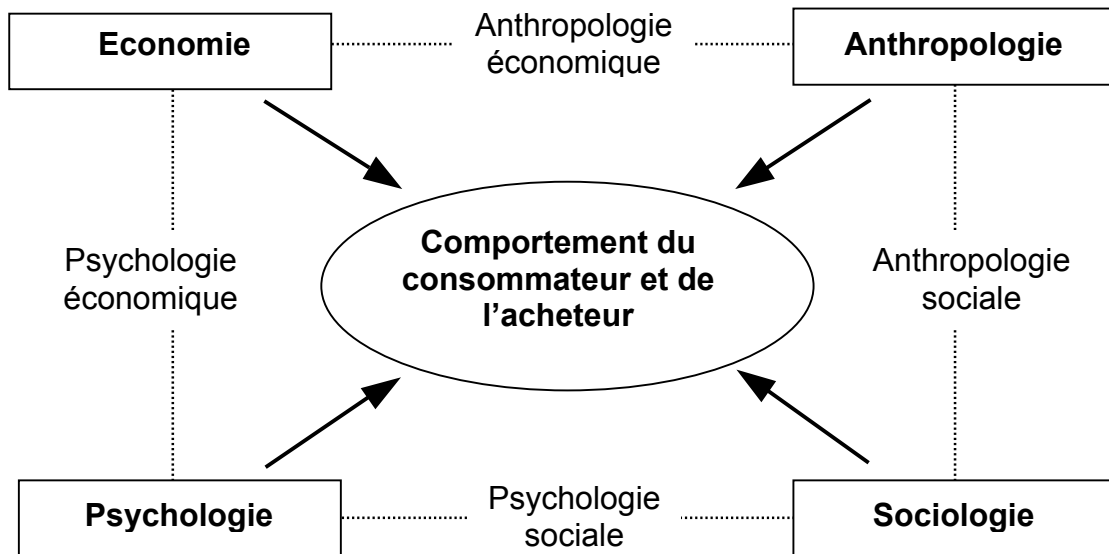 Economie
Anthropologie
économique
Anthropologie
Comportement du
consommateur et de
l’acheteur
Psychologie
économique
Anthropologie
sociale
Psychologie
Psychologie
sociale
Sociologie